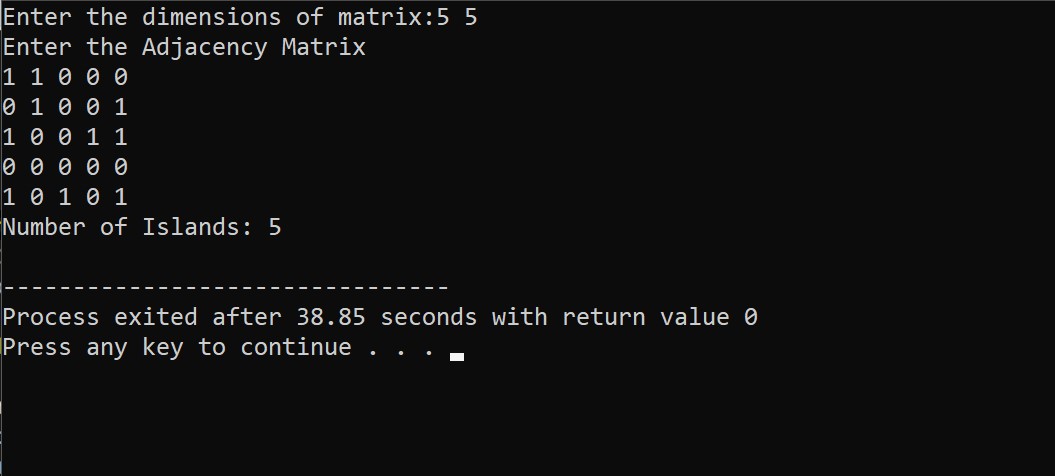 Enter the dimensions of matrix:5 5
Enter the Adjacency Matrix
1 1 0 0 0
0 1 0 0 1
1 0 0 1 1
0 0 0 0 0
1 0 1 0 1
Number of Islands: 5
--------------------------------
Process exited after 38.85 seconds with return value 0
Press any key to continue . . .